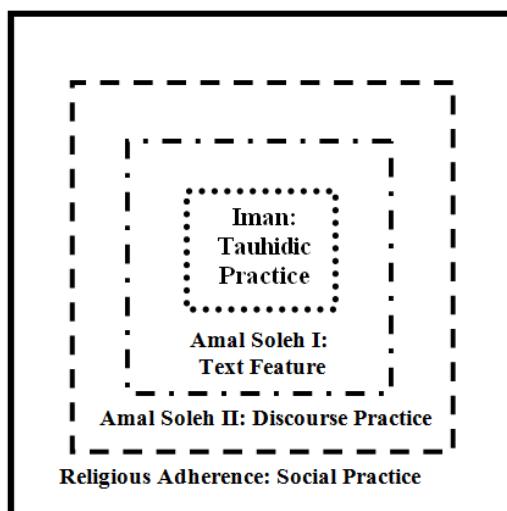 Iman:
Tauhidic
Practice
Amal Soleh I:
Text Feature
Amal Soleh II: Discourse Practice
Religious Adherence: Social Practice